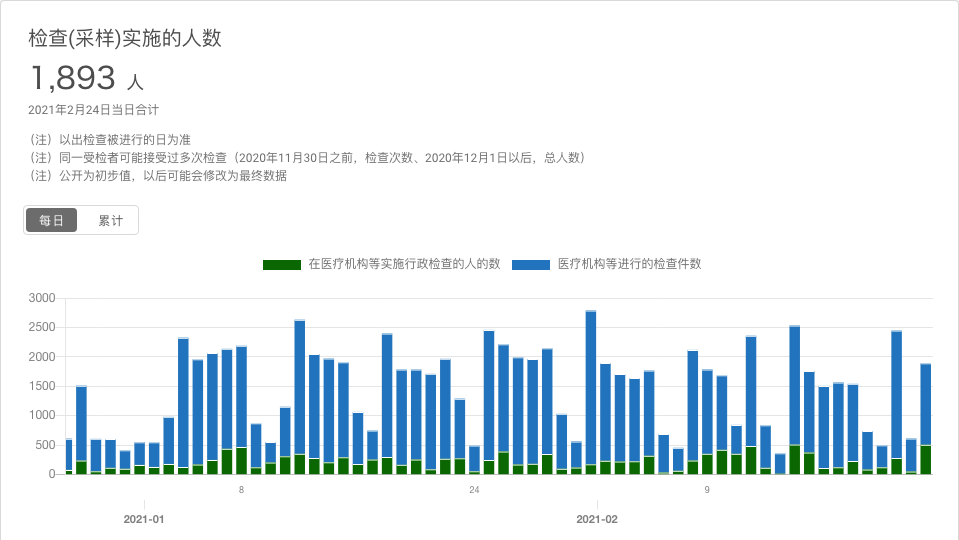 检查(采样)实施的人数
1,893 人
2021年2月24日当日合计
（注）以出检查被进行的日为准
（注）同一受检者可能接受过多次检查（2020年11月30日之前，检查次数、2020年12月1日以后，总人数）
（注）公开为初步值，以后可能会修改为最终数据
每日 累计
在医疗机构等实施行政检查的人的数 医疗机构等进行的检查件数
3000
2500
2000
1500
1000
500
0
8 24 9
2021-01 2021-02